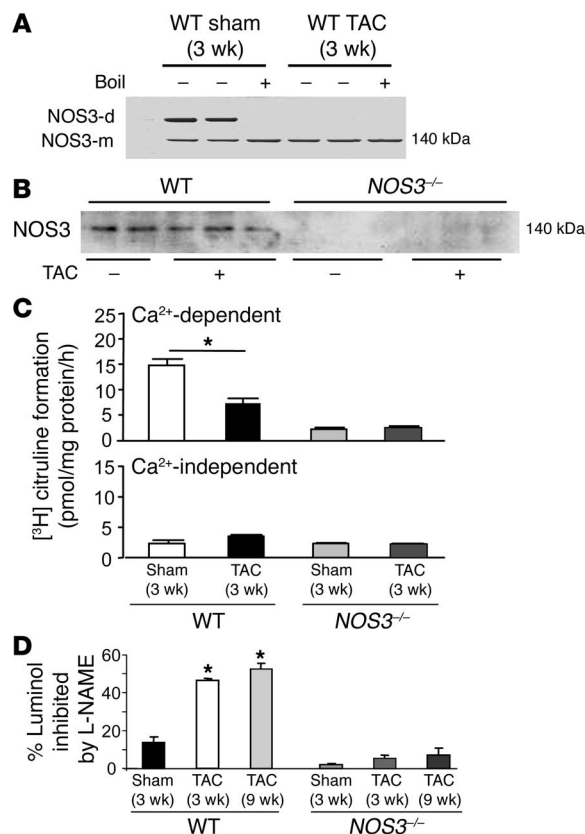 A
WT sham WT TAC
(3 wk) (3 wk)
Boil – – + – – +
NOS3-d
NOS3-m 140 kDa
B WT NOS3–/–
NOS3 140 kDa
TAC – + – +
C
[³H] citruline formation
(pmol/mg protein/h)
Ca²⁺-dependent
25
20
15
10
5
0
*
Ca²⁺-independent
15
10
5
0
Sham TAC Sham TAC
(3 wk) (3 wk) (3 wk) (3 wk)
WT NOS3–/–
D
% Luminol
inhibited
by L-NAME
60
40
20
0
* *
Sham TAC TAC Sham TAC TAC
(3 wk) (3 wk) (9 wk) (3 wk) (3 wk) (9 wk)
WT NOS3–/–